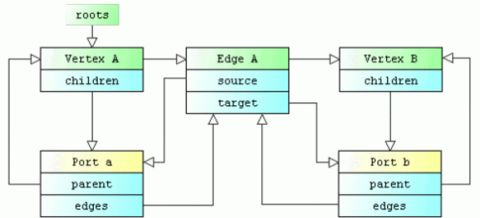 roots
Vertex A
children
Edge A
source
target
Vertex B
children
Port a
parent
edges
Port b
parent
edges